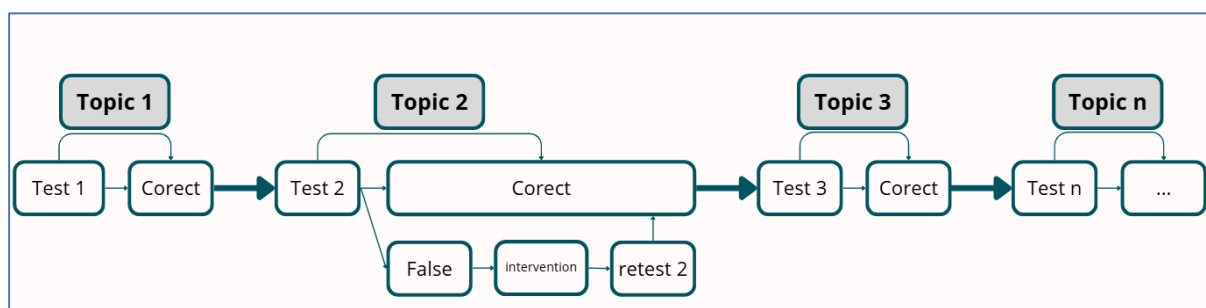 Topic 1
Topic 2
Topic 3
Topic n
Test 1
Corect
Test 2
Corect
Test 3
Corect
Test n
...
False
intervention
retest 2